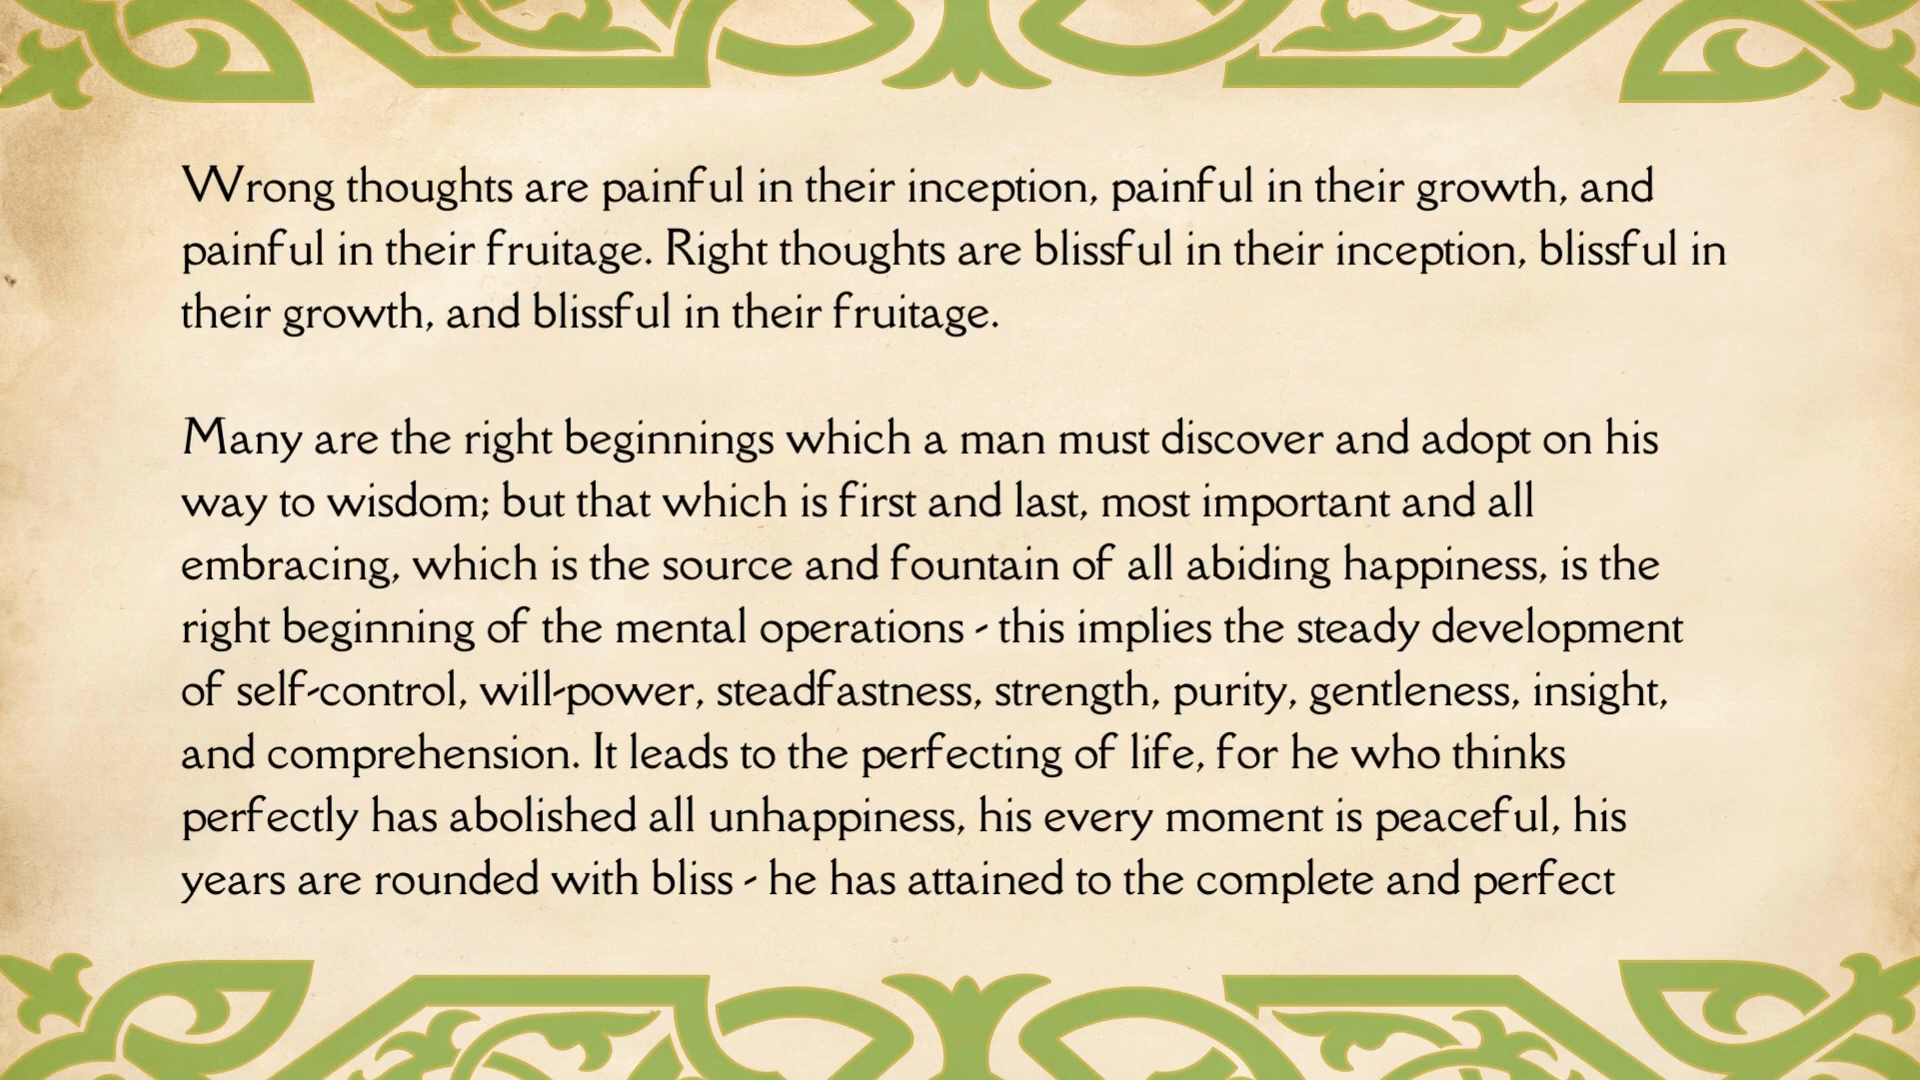 Wrong thoughts are painful in their inception, painful in their growth, and
painful in their fruitage. Right thoughts are blissful in their inception, blissful in
their growth, and blissful in their fruitage.
Many are the right beginnings which a man must discover and adopt on his
way to wisdom; but that which is first and last, most important and all
embracing, which is the source and fountain of all abiding happiness, is the
right beginning of the mental operations - this implies the steady development
of self-control, will-power, steadfastness, strength, purity, gentleness, insight,
and comprehension. It leads to the perfecting of life, for he who thinks
perfectly has abolished all unhappiness, his every moment is peaceful, his
years are rounded with bliss - he has attained to the complete and perfect